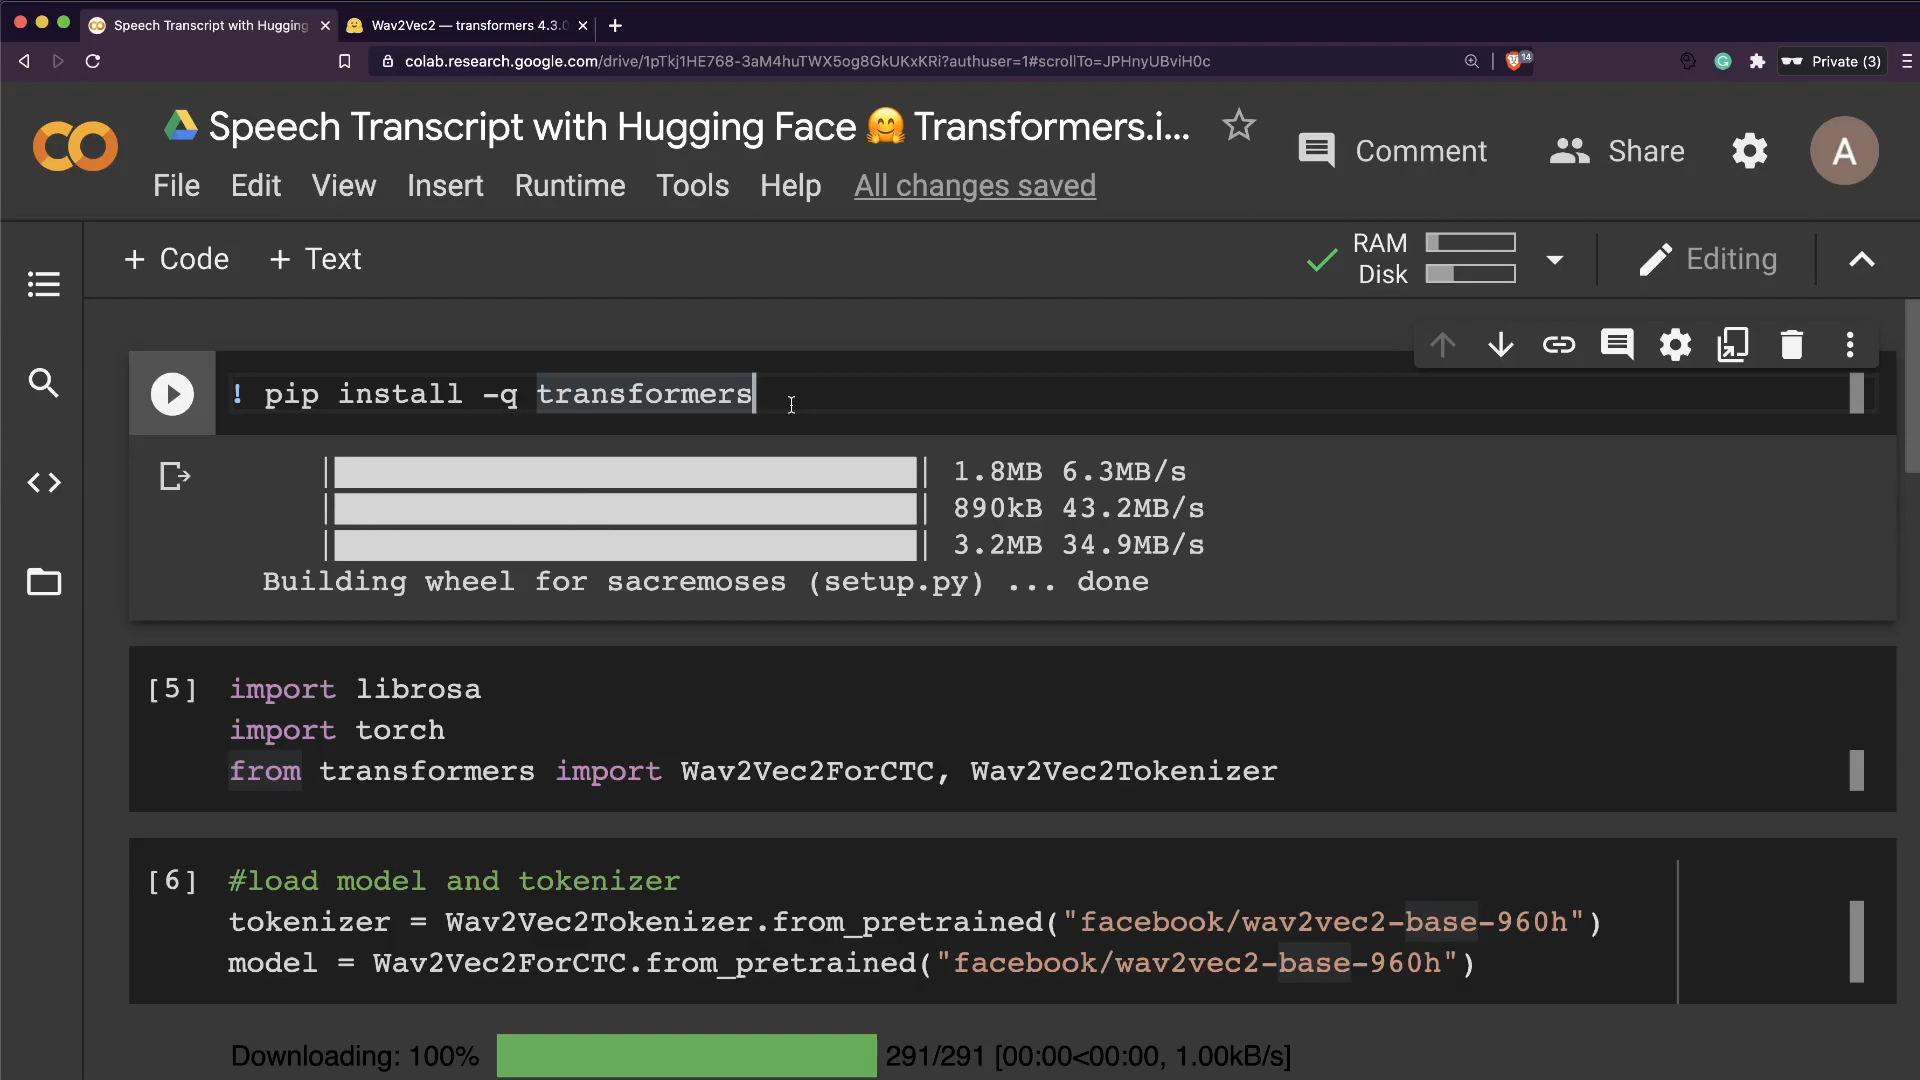 Speech Transcript with Hugging
Wav2Vec2 — transformers 4.3.0
colab.research.google.com/drive/1pTkj1HE768-3aM4huTWX5og8GkUKxKRi?authuser=1#scrollTo=JPHnyUBviH0c
14
Private (3)
Speech Transcript with Hugging Face 🤗 Transformers.i...
Comment
Share
A
File Edit View Insert Runtime Tools Help All changes saved
+ Code + Text
RAM
Disk
Editing
! pip install -q transformers
1.8MB 6.3MB/s
890kB 43.2MB/s
3.2MB 34.9MB/s
Building wheel for sacremoses (setup.py) ... done
[5] import librosa
import torch
from transformers import Wav2Vec2ForCTC, Wav2Vec2Tokenizer
[6] #load model and tokenizer
tokenizer = Wav2Vec2Tokenizer.from_pretrained("facebook/wav2vec2-base-960h")
model = Wav2Vec2ForCTC.from_pretrained("facebook/wav2vec2-base-960h")
Downloading: 100% 291/291 [00:00<00:00, 1.00kB/s]